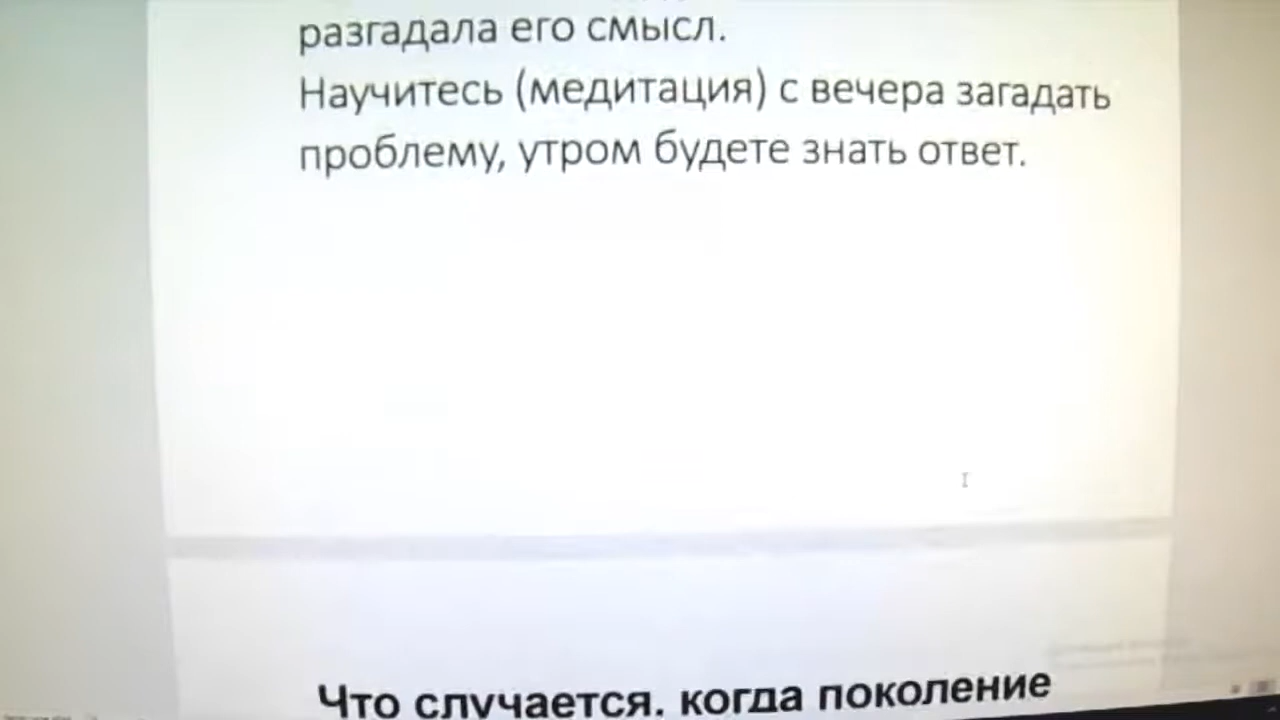 разгадала его смысл.
Научитесь (медитация) с вечера загадать
проблему, утром будете знать ответ.
Что случается, когда поколение